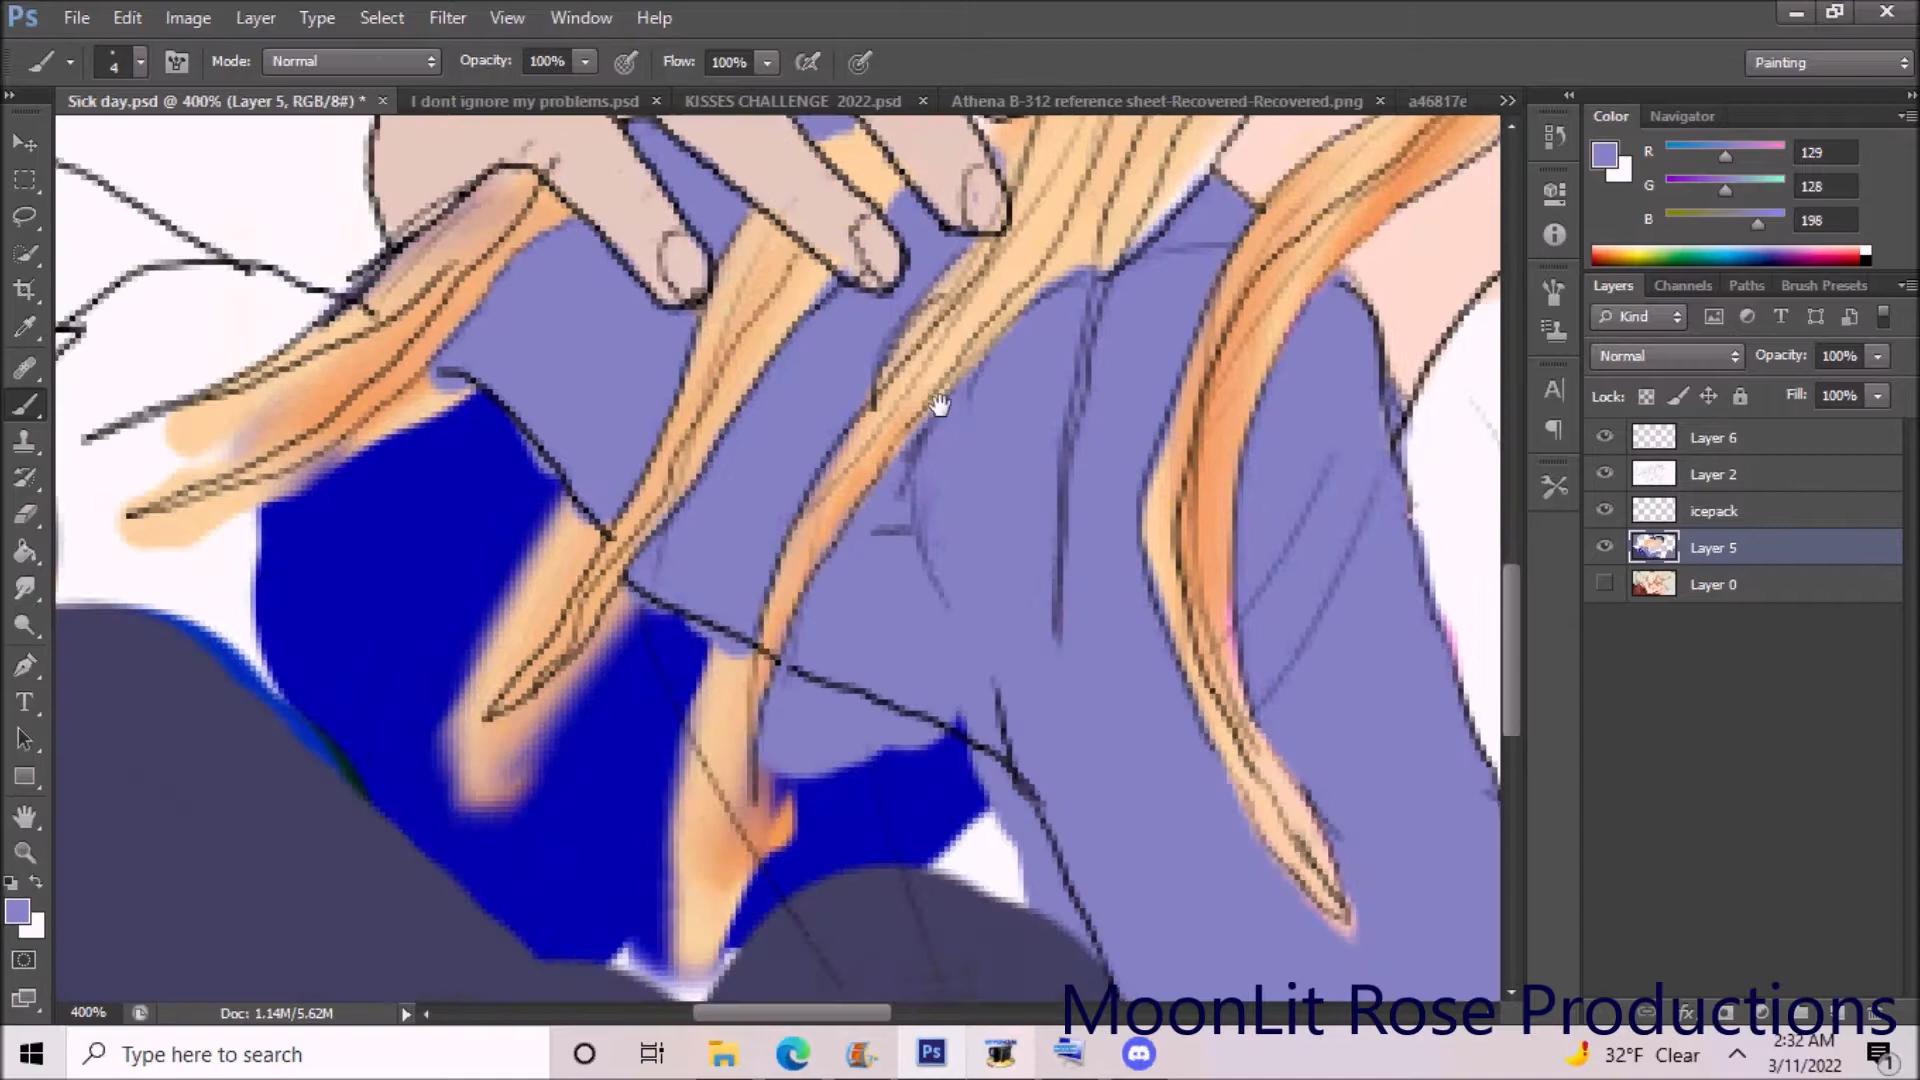 Ps File Edit Image Layer Type Select Filter View Window Help
4 Mode: Normal Opacity: 100% Flow: 100% Painting
Sick day.psd @ 400% (Layer 5, RGB/8#) * × I dont ignore my problems.psd × KISSES CHALLENGE 2022.psd × Athena B-312 reference sheet-Recovered-Recovered.png × a46817e
Color Navigator
R 129
G 128
B 198
Layers Channels Paths Brush Presets
Kind
Normal Opacity: 100%
Lock: Fill: 100%
Layer 6
Layer 2
icepack
Layer 5
Layer 0
400% Doc: 1.14M/5.62M
MoonLit Rose Productions
Type here to search
Ps
32°F Clear
2:32 AM
3/11/2022
1